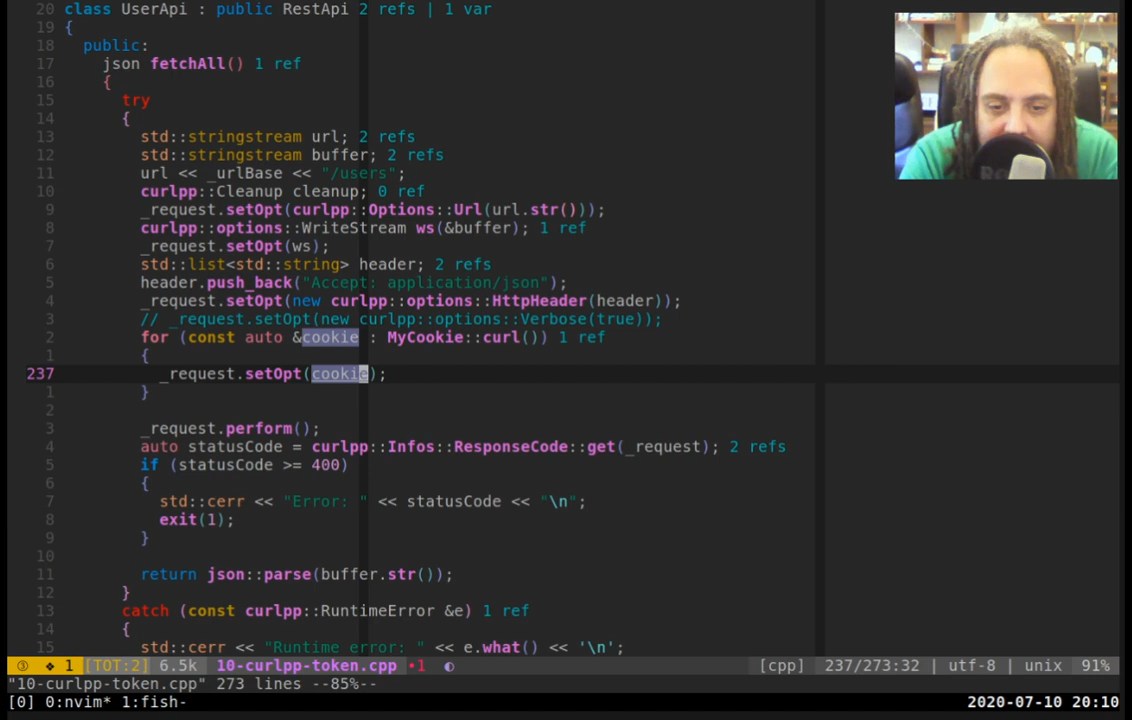 20 class UserApi : public RestApi 2 refs | 1 var
19 {
18 public:
17 json fetchAll() 1 ref
16 {
15 try
14 {
13 std::stringstream url; 2 refs
12 std::stringstream buffer; 2 refs
11 url << _urlBase << "/users";
10 curlpp::Cleanup cleanup; 0 ref
9 _request.setOpt(curlpp::Options::Url(url.str()));
8 curlpp::options::WriteStream ws(&buffer); 1 ref
7 _request.setOpt(ws);
6 std::list<std::string> header; 2 refs
5 header.push_back("Accept: application/json");
4 _request.setOpt(new curlpp::options::HttpHeader(header));
3 // _request.setOpt(new curlpp::options::Verbose(true));
2 for (const auto &cookie : MyCookie::curl()) 1 ref
1 {
237 _request.setOpt(cookie);
1 }
2
3 _request.perform();
4 auto statusCode = curlpp::Infos::ResponseCode::get(_request); 2 refs
5 if (statusCode >= 400)
6 {
7 std::cerr << "Error: " << statusCode << "\n";
8 exit(1);
9 }
10
11 return json::parse(buffer.str());
12 }
13 catch (const curlpp::RuntimeError &e) 1 ref
14 {
15 std::cerr << "Runtime error: " << e.what() << '\n';
③ ❖ 1 [TOT:2] 6.5k 10-curlpp-token.cpp •1 ◐ [cpp] 237/273:32 | utf-8 | unix 91%
"10-curlpp-token.cpp" 273 lines --85%--
[0] 0:nvim* 1:fish- 2020-07-10 20:10